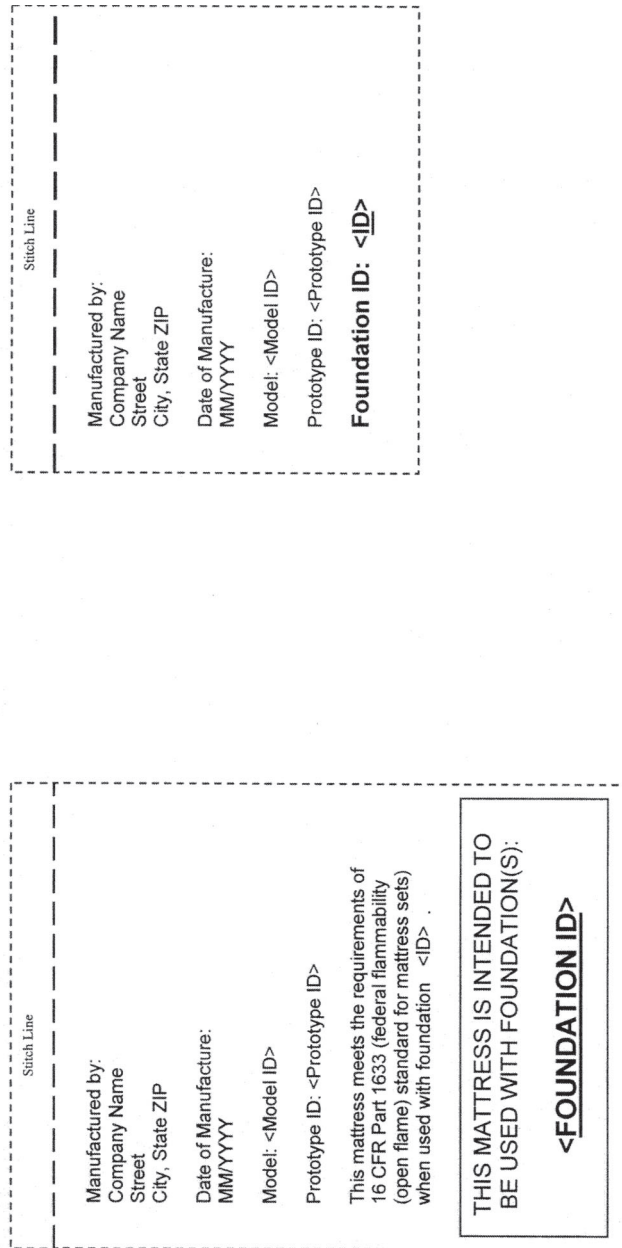 Stitch Line
Manufactured by:
Company Name
Street
City, State ZIP
Date of Manufacture:
MM/YYYY
Model: <Model ID>
Prototype ID: <Prototype ID>
This mattress meets the requirements of
16 CFR Part 1633 (federal flammability
(open flame) standard for mattress sets)
when used with foundation <ID> .
THIS MATTRESS IS INTENDED TO
BE USED WITH FOUNDATION(S):
<FOUNDATION ID>
Stitch Line
Manufactured by:
Company Name
Street
City, State ZIP
Date of Manufacture:
MM/YYYY
Model: <Model ID>
Prototype ID: <Prototype ID>
Foundation ID: <ID>